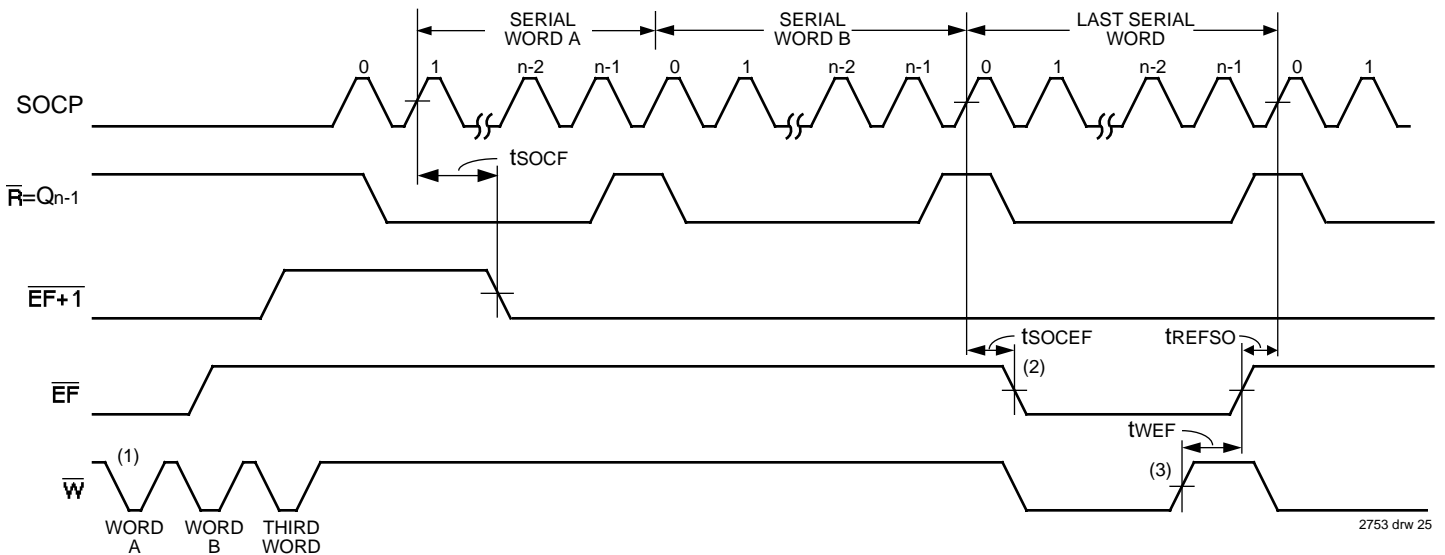 SERIAL WORD A
SERIAL WORD B
LAST SERIAL WORD
0 1 n-2 n-1 0 1 n-2 n-1 0 1 n-2 n-1 0 1
SOCP
tSOCF
R̅=Qn-1
E̅F̅+̅1̅
tSOCEF
tREFSO
(2)
E̅F̅
tWEF
(1)
(3)
W̅
WORD A
WORD B
THIRD WORD
2753 drw 25